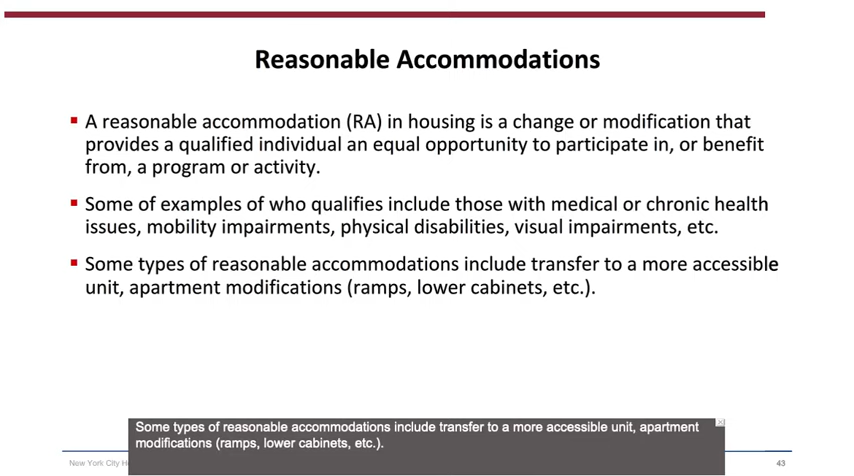 Reasonable Accommodations
A reasonable accommodation (RA) in housing is a change or modification that
provides a qualified individual an equal opportunity to participate in, or benefit
from, a program or activity.
Some of examples of who qualifies include those with medical or chronic health
issues, mobility impairments, physical disabilities, visual impairments, etc.
Some types of reasonable accommodations include transfer to a more accessible
unit, apartment modifications (ramps, lower cabinets, etc.).
Some types of reasonable accommodations include transfer to a more accessible unit, apartment
modifications (ramps, lower cabinets, etc.).
New York City
43